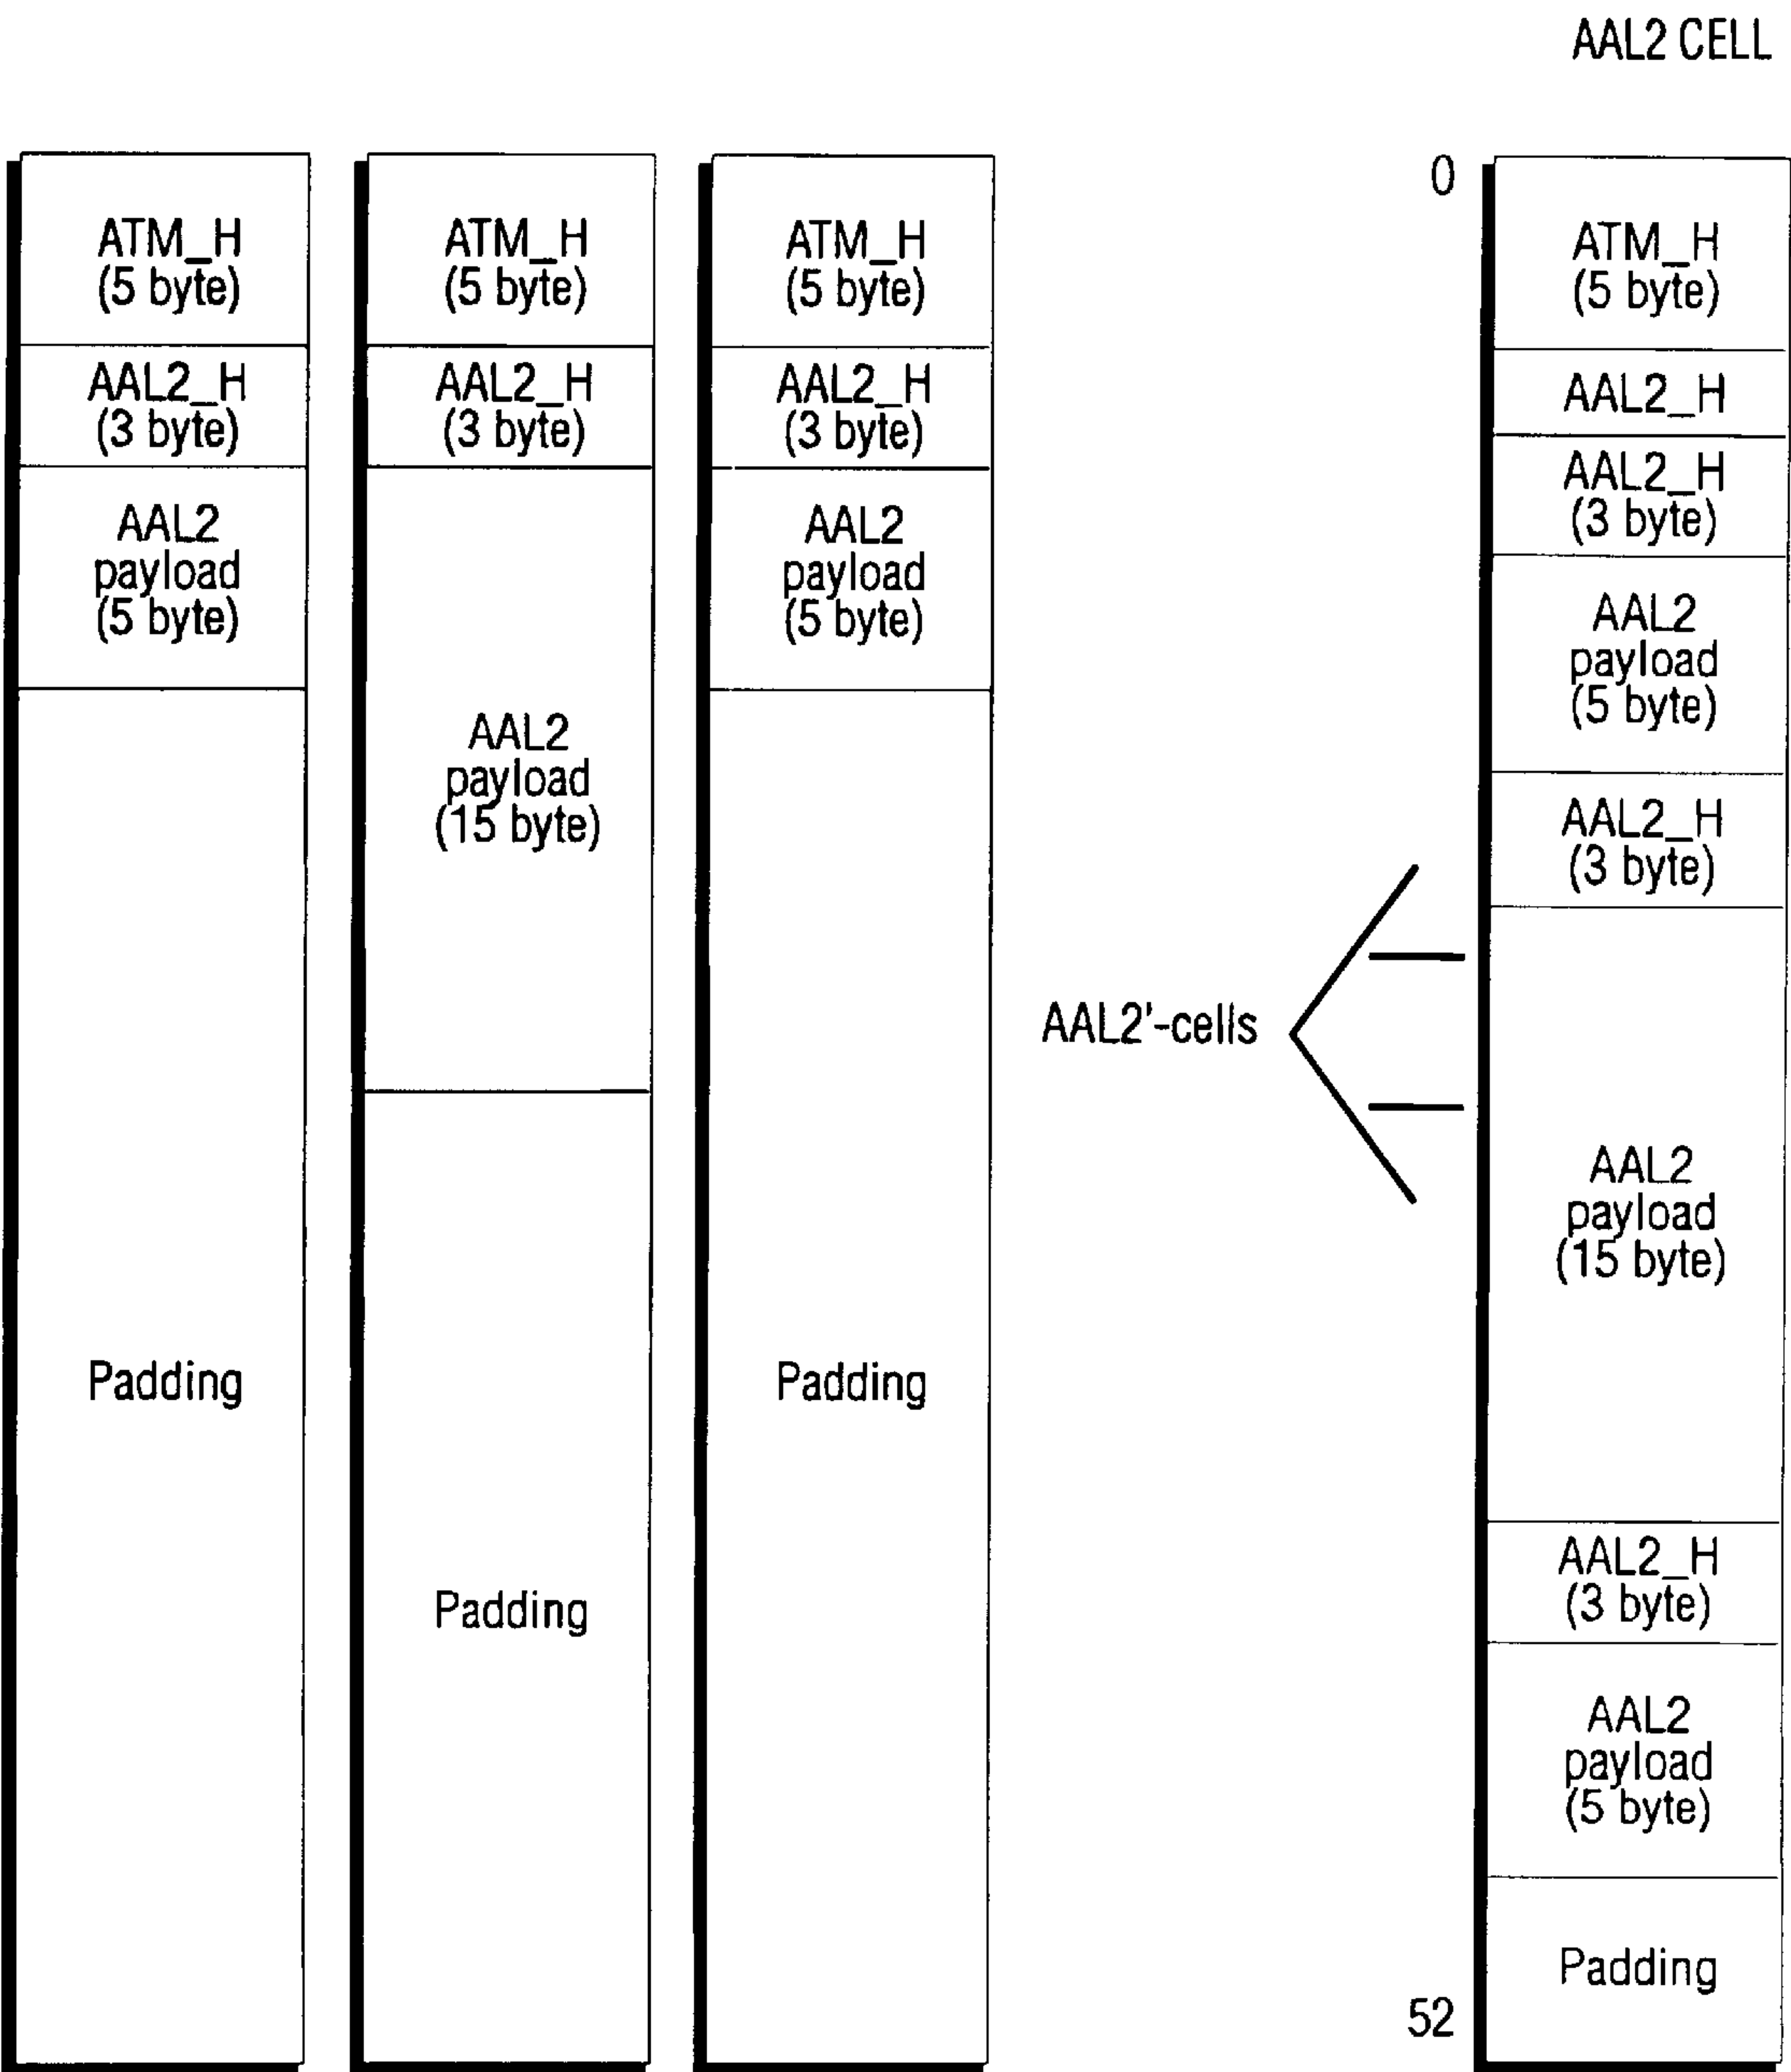 AAL2 CELL
ATM_H
(5 byte)
AAL2_H
(3 byte)
AAL2
payload
(5 byte)
Padding
ATM_H
(5 byte)
AAL2_H
(3 byte)
AAL2
payload
(15 byte)
Padding
ATM_H
(5 byte)
AAL2_H
(3 byte)
AAL2
payload
(5 byte)
Padding
AAL2'-cells
0
52
ATM_H
(5 byte)
AAL2_H
AAL2_H
(3 byte)
AAL2
payload
(5 byte)
AAL2_H
(3 byte)
AAL2
payload
(15 byte)
AAL2_H
(3 byte)
AAL2
payload
(5 byte)
Padding